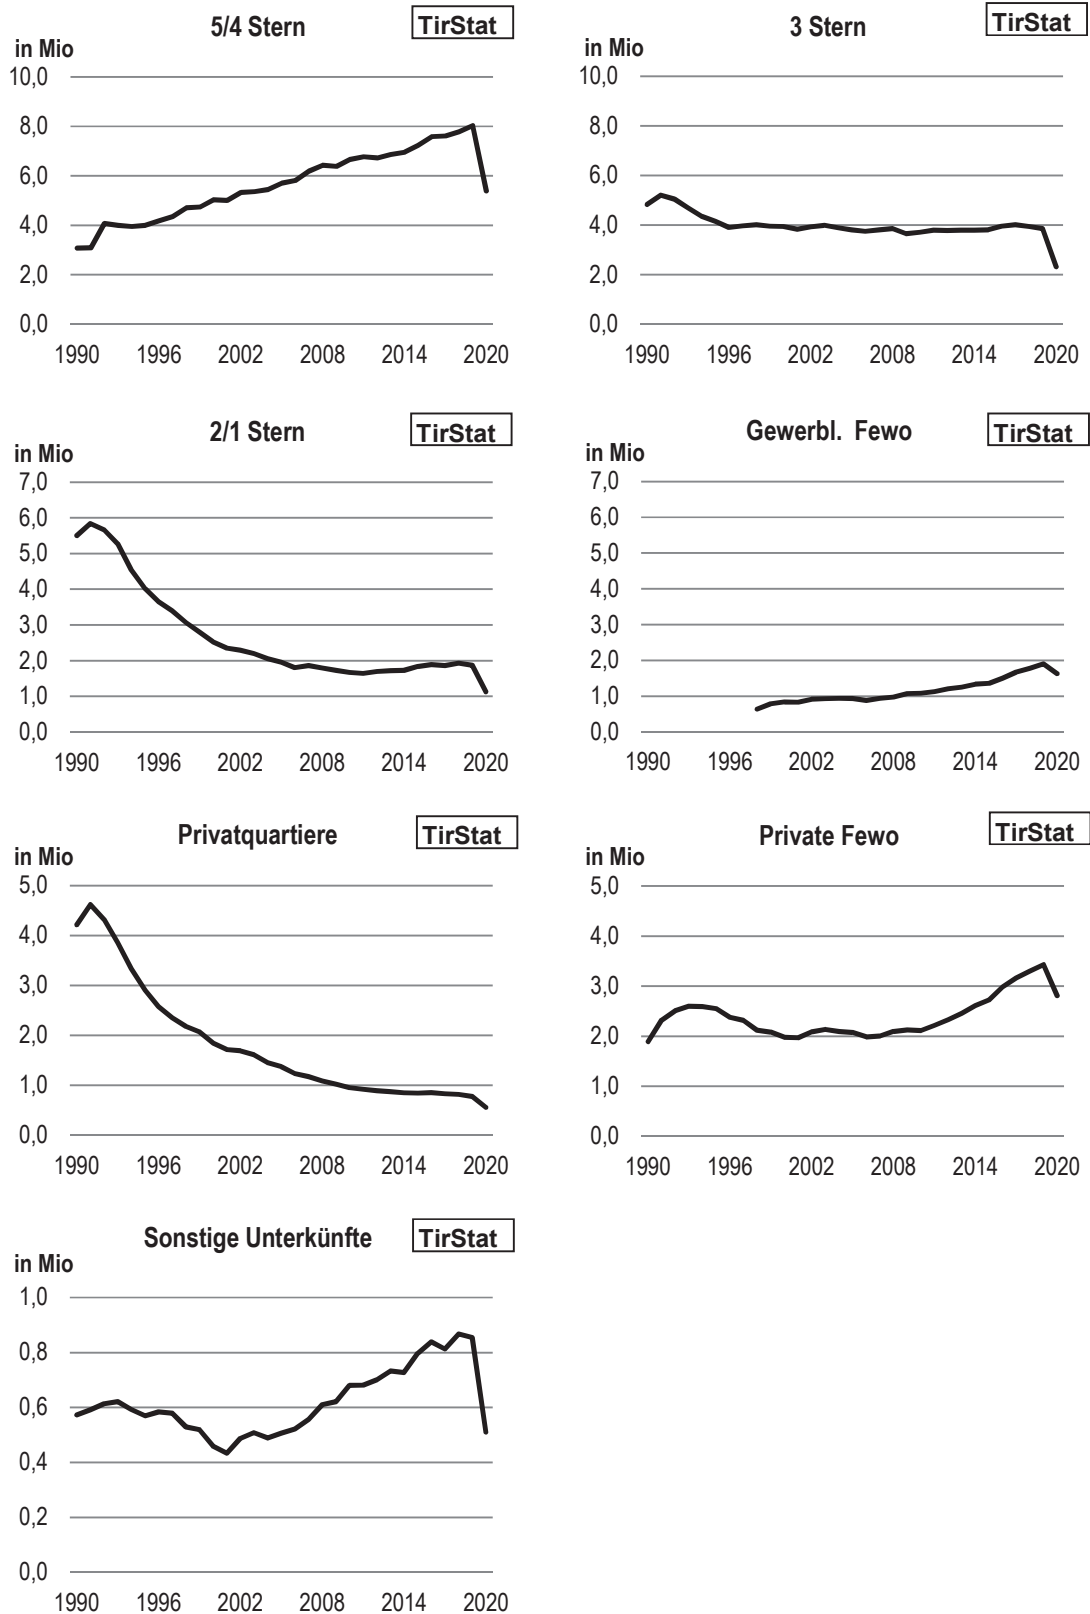 5/4 Stern
TirStat
in Mio
10,0
8,0
6,0
4,0
2,0
0,0
1990 1996 2002 2008 2014 2020
3 Stern
TirStat
in Mio
10,0
8,0
6,0
4,0
2,0
0,0
1990 1996 2002 2008 2014 2020
2/1 Stern
TirStat
in Mio
7,0
6,0
5,0
4,0
3,0
2,0
1,0
0,0
1990 1996 2002 2008 2014 2020
Gewerbl. Fewo
TirStat
in Mio
7,0
6,0
5,0
4,0
3,0
2,0
1,0
0,0
1990 1996 2002 2008 2014 2020
Privatquartiere
TirStat
in Mio
5,0
4,0
3,0
2,0
1,0
0,0
1990 1996 2002 2008 2014 2020
Private Fewo
TirStat
in Mio
5,0
4,0
3,0
2,0
1,0
0,0
1990 1996 2002 2008 2014 2020
Sonstige Unterkünfte
TirStat
in Mio
1,0
0,8
0,6
0,4
0,2
0,0
1990 1996 2002 2008 2014 2020